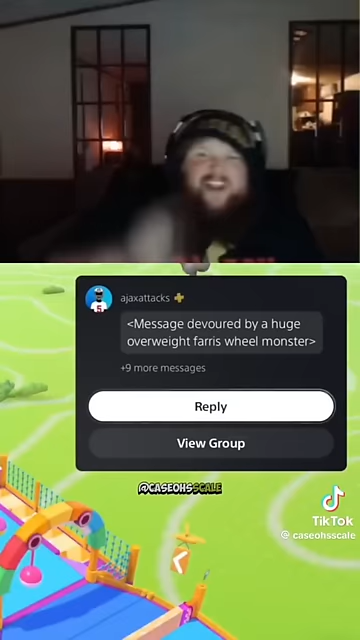 ajaxattacks
<Message devoured by a huge
overweight farris wheel monster>
+9 more messages
Reply
View Group
@CASEOHSSCALE
TikTok
@ caseohsscale